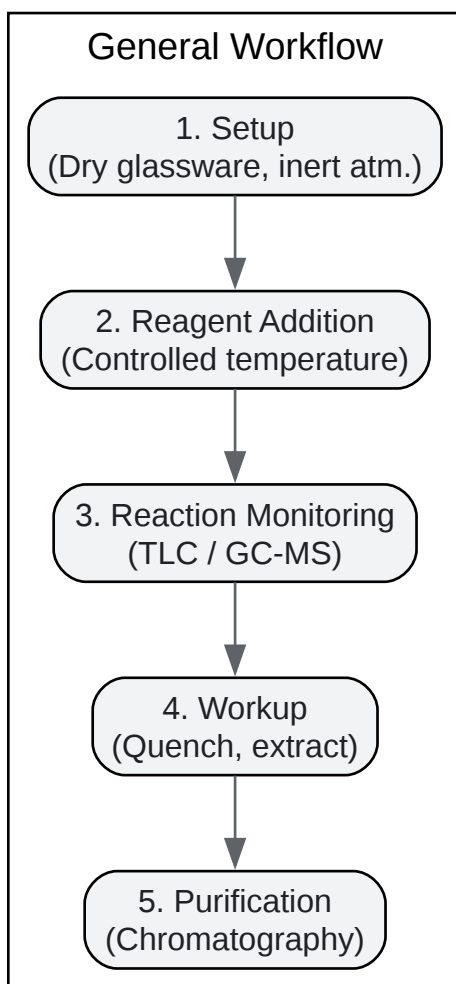 General Workflow
1. Setup
(Dry glassware, inert atm.)
2. Reagent Addition
(Controlled temperature)
3. Reaction Monitoring
(TLC / GC-MS)
4. Workup
(Quench, extract)
5. Purification
(Chromatography)